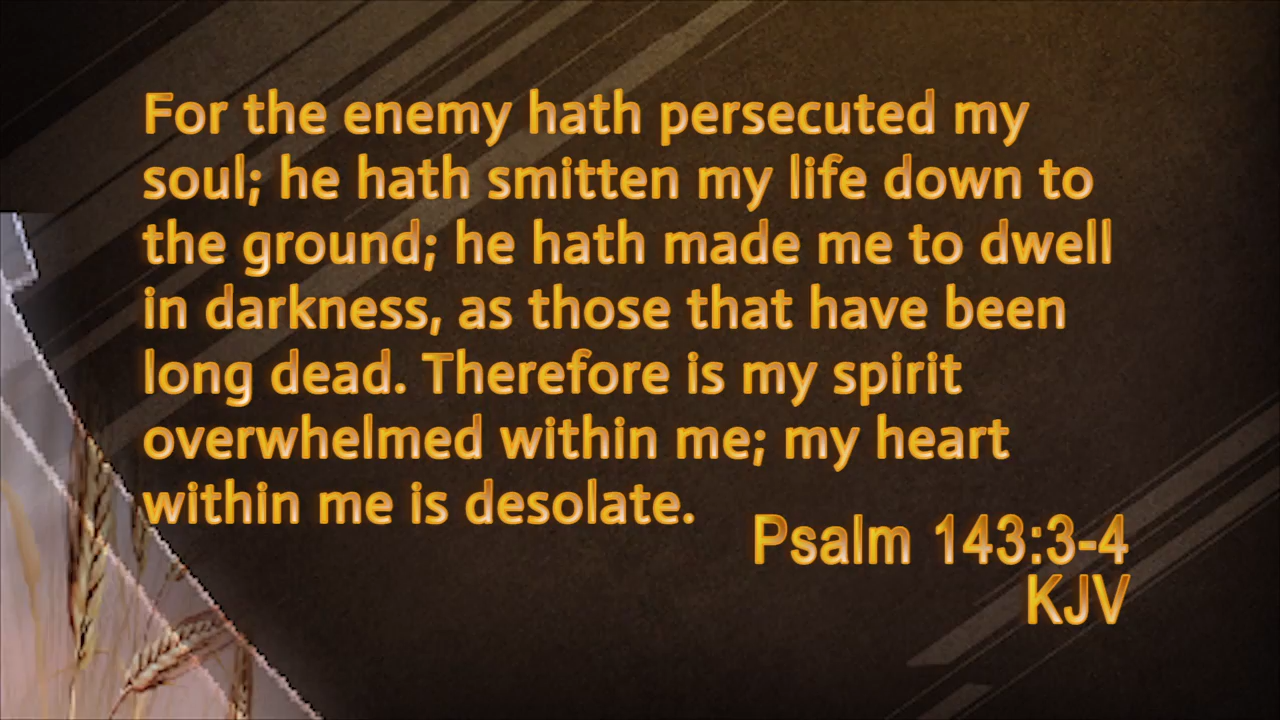 For the enemy hath persecuted my
soul; he hath smitten my life down to
the ground; he hath made me to dwell
in darkness, as those that have been
long dead. Therefore is my spirit
overwhelmed within me; my heart
within me is desolate.
Psalm 143:3-4
KJV